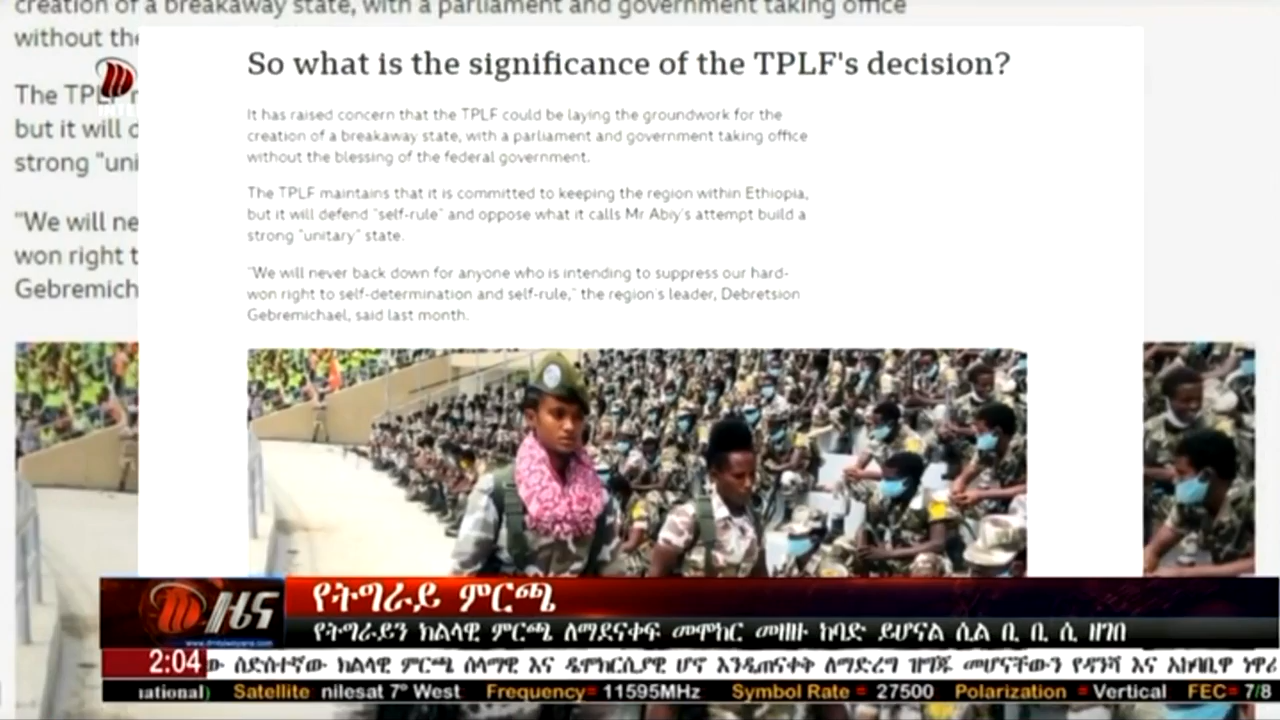 creation of a breakaway state, with a parliament and government taking office
without the
The TPLF
but it will
strong "uni
"We will ne
won right t
Gebremich
So what is the significance of the TPLF's decision?
It has raised concern that the TPLF could be laying the groundwork for the
creation of a breakaway state, with a parliament and government taking office
without the blessing of the federal government.
The TPLF maintains that it is committed to keeping the region within Ethiopia,
but it will defend "self-rule" and oppose what it calls Mr Abiy's attempt build a
strong "unitary" state.
"We will never back down for anyone who is intending to suppress our hard-
won right to self-determination and self-rule," the region's leader, Debretsion
Gebremichael, said last month.
ዜና
www.dimtsiweyane.com
የትግራይ ምርጫ
የትግራይን ክልላዊ ምርጫ ለማደናቀፍ መሞከር መዘዙ ከባድ ይሆናል ሲል ቢ ቢ ሲ ዘገበ
2:04
ው ስድስተኛው ክልላዊ ምርጫ ሰላማዊ እና ዴሞክርሲያዊ ሆኖ እንዲጠናቀቅ ለማድረግ ዝግጁ መሆናቸውን የዳንሻ እና አከባቢዋ ነዋሪ
national) Satellite nilesat 7° West Frequency= 11595MHz Symbol Rate = 27500 Polarization = Vertical FEC= 7/8